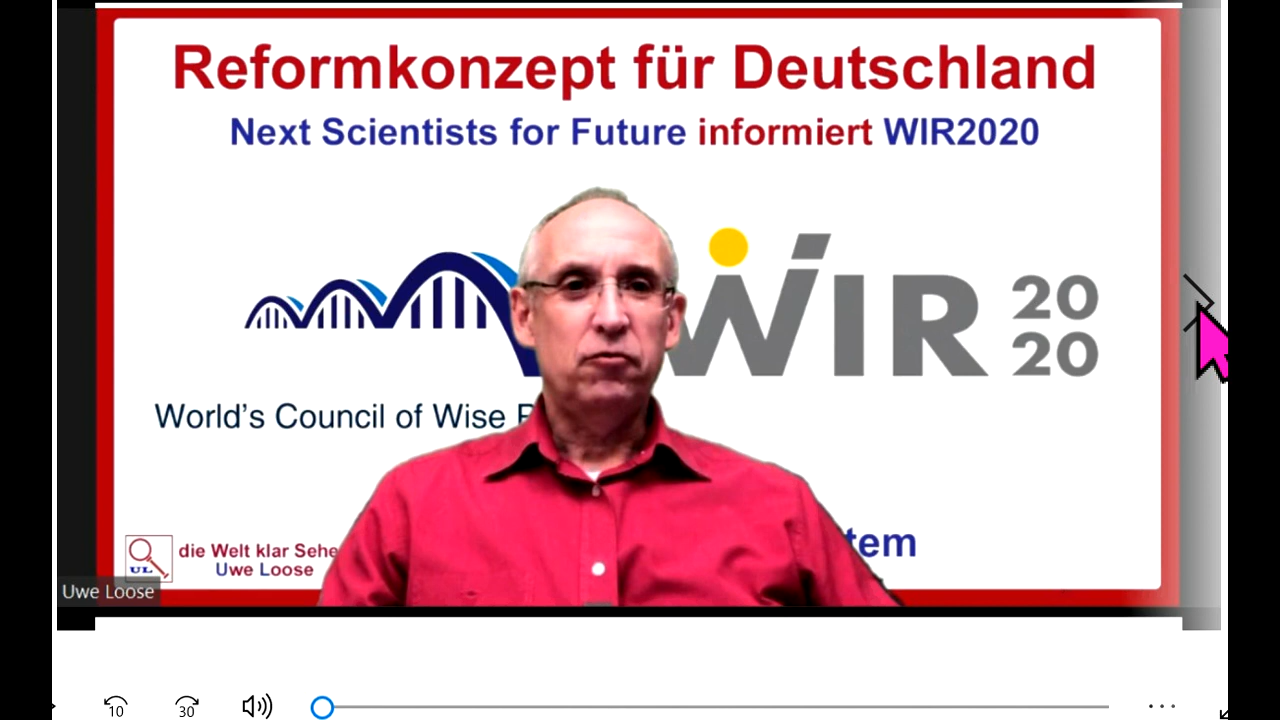 Reformkonzept für Deutschland
Next Scientists for Future informiert WIR2020
WIR 20
20
World's Council of Wise
tem
die Welt klar Sehe
UL
Uwe Loose
Uwe Loose
10
30